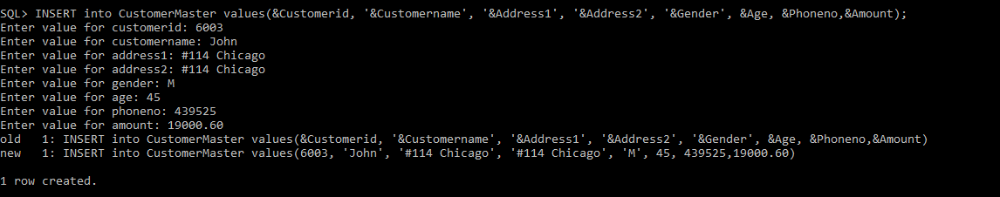 SQL> INSERT into CustomerMaster values(&Customerid, '&Customername', '&Address1', '&Address2', '&Gender', &Age, &Phoneno,&Amount);
Enter value for customerid: 6003
Enter value for customername: John
Enter value for address1: #114 Chicago
Enter value for address2: #114 Chicago
Enter value for gender: M
Enter value for age: 45
Enter value for phoneno: 439525
Enter value for amount: 19000.60
old   1: INSERT into CustomerMaster values(&Customerid, '&Customername', '&Address1', '&Address2', '&Gender', &Age, &Phoneno,&Amount)
new   1: INSERT into CustomerMaster values(6003, 'John', '#114 Chicago', '#114 Chicago', 'M', 45, 439525,19000.60)
1 row created.